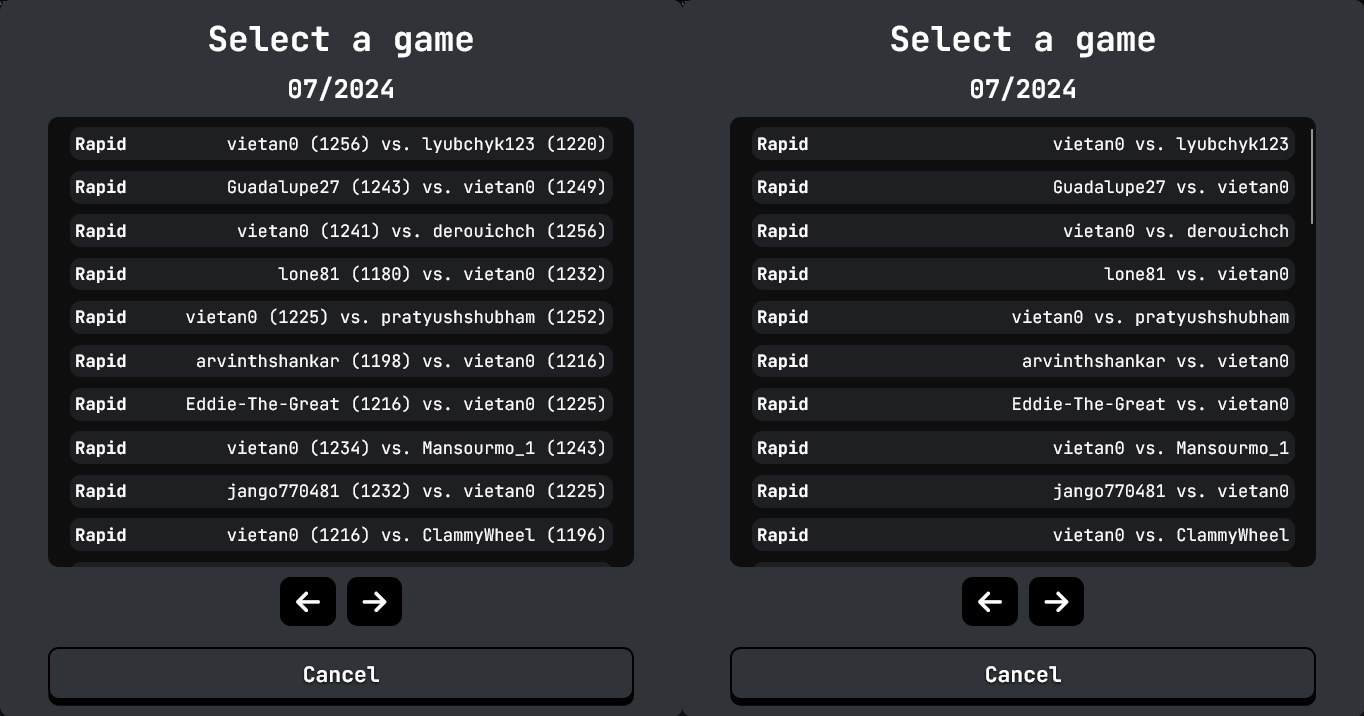 Select a game
07/2024
Rapid vietan0 (1256) vs. lyubchyk123 (1220)
Rapid Guadalupe27 (1243) vs. vietan0 (1249)
Rapid vietan0 (1241) vs. derouichch (1256)
Rapid lone81 (1180) vs. vietan0 (1232)
Rapid vietan0 (1225) vs. pratyushshubham (1252)
Rapid arvinthshankar (1198) vs. vietan0 (1216)
Rapid Eddie-The-Great (1216) vs. vietan0 (1225)
Rapid vietan0 (1234) vs. Mansourmo_1 (1243)
Rapid jango770481 (1232) vs. vietan0 (1225)
Rapid vietan0 (1216) vs. ClammyWheel (1196)
Cancel
Select a game
07/2024
Rapid vietan0 vs. lyubchyk123
Rapid Guadalupe27 vs. vietan0
Rapid vietan0 vs. derouichch
Rapid lone81 vs. vietan0
Rapid vietan0 vs. pratyushshubham
Rapid arvinthshankar vs. vietan0
Rapid Eddie-The-Great vs. vietan0
Rapid vietan0 vs. Mansourmo_1
Rapid jango770481 vs. vietan0
Rapid vietan0 vs. ClammyWheel
Cancel